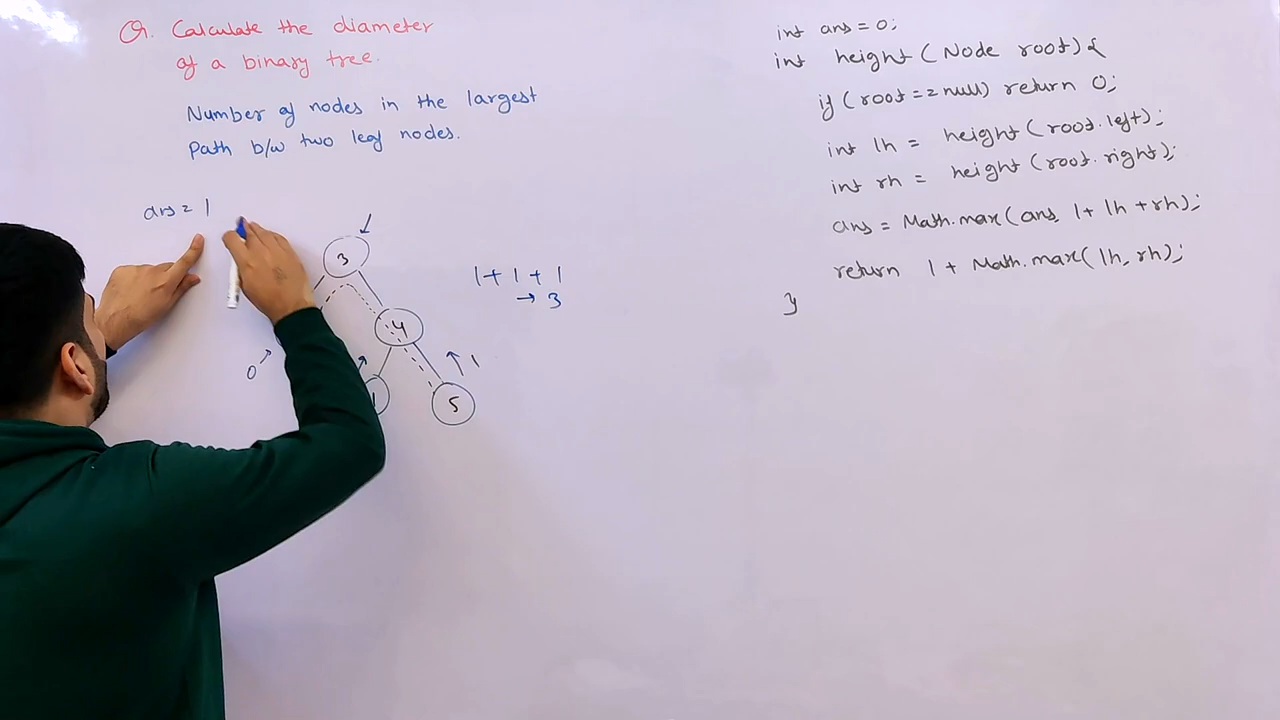 Q. Calculate the diameter
of a binary tree.
Number of nodes in the largest
Path b/w two leaf nodes.
ans = 1
3
1 + 1 + 1
→ 3
4
0
1
1
5
int ans = 0;
int height ( Node root) {
if (root == null) return 0;
int lh = height (root.left);
int rh = height (root.right);
ans = Math.max( ans, 1 + lh + rh);
return 1 + Math.max( lh, rh);
}